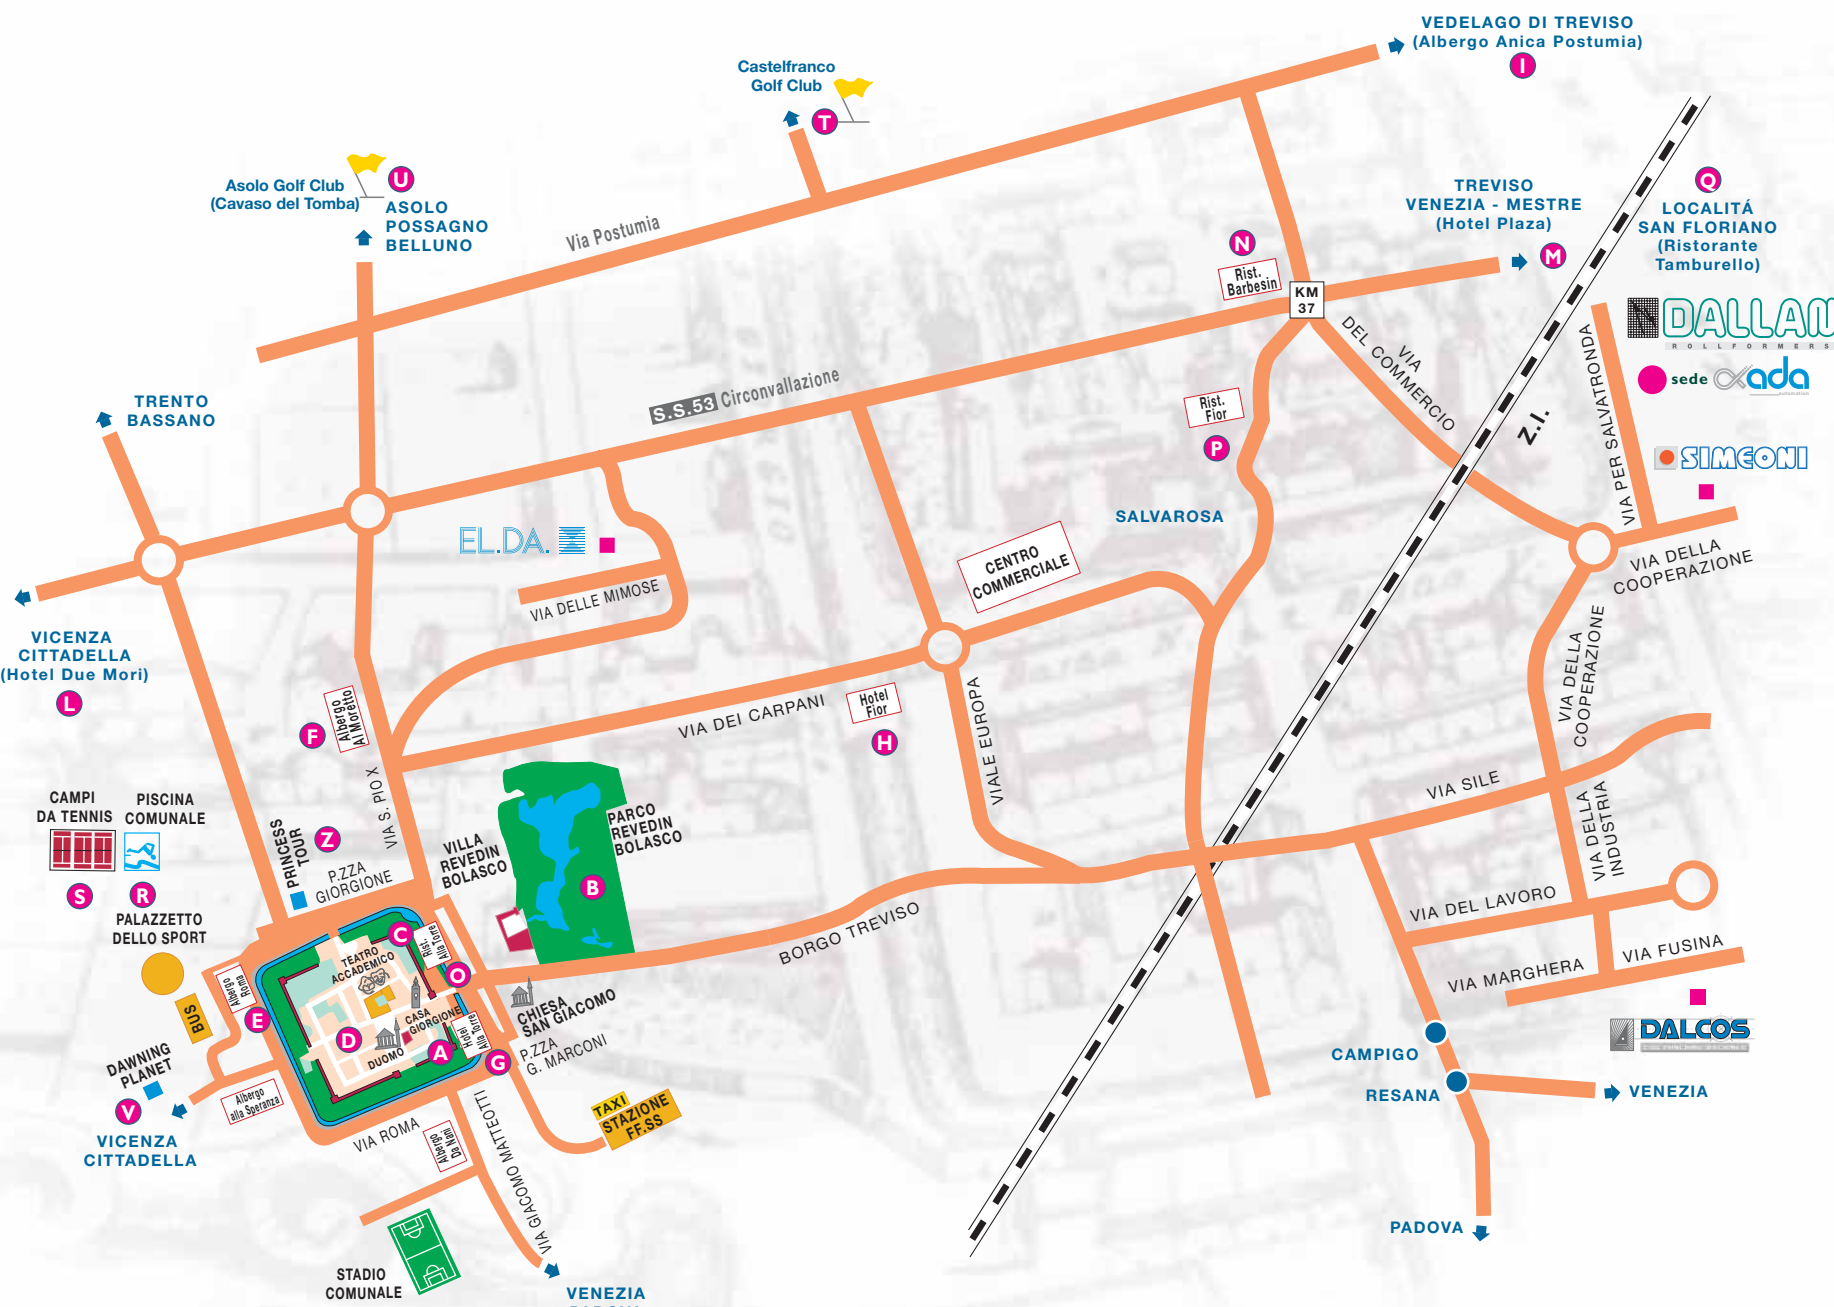 VEDELAGO DI TREVISO
(Albergo Anica Postumia)
I
Castelfranco
Golf Club
T
Asolo Golf Club
(Cavaso del Tomba)
U
ASOLO
POSSAGNO
BELLUNO
Via Postumia
TREVISO
VENEZIA - MESTRE
(Hotel Plaza)
M
Q
LOCALITÁ
SAN FLORIANO
(Ristorante
Tamburello)
N
Rist.
Barbesin
KM
37
DALLAN
ROLLFORMERS
sede
ada
automation
SIMEONI
VIA
DEL COMMERCIO
Z.I.
VIA PER SALVATRONDA
TRENTO
BASSANO
S.S.53 Circonvallazione
Rist.
Fior
P
SALVAROSA
EL.DA.
VIA DELLE MIMOSE
CENTRO
COMMERCIALE
VIA DELLA
COOPERAZIONE
VIA DELLA
COOPERAZIONE
VICENZA
CITTADELLA
(Hotel Due Mori)
L
F
Albergo
Al Moretto
VIA DEI CARPANI
Hotel
Fior
H
VIALE EUROPA
VIA S. PIO X
VIA SILE
VIA DELLA
INDUSTRIA
CAMPI
DA TENNIS
S
PISCINA
COMUNALE
R
PRINCESS
TOUR
Z
P.ZZA
GIORGIONE
VILLA
REVEDIN
BOLASCO
PARCO
REVEDIN
BOLASCO
B
BORGO TREVISO
VIA DEL LAVORO
VIA MARGHERA
VIA FUSINA
DALCOS
PALAZZETTO
DELLO SPORT
BUS
Albergo
Roma
E
C
TEATRO
ACCADEMICO
Rist.
Alla Torre
O
CASA
GIORGIONE
D
DUOMO
A
Hotel
Alla Torre
G
CHIESA
SAN GIACOMO
P.ZZA
G. MARCONI
DAWNING
PLANET
V
VICENZA
CITTADELLA
Albergo
alla Speranza
VIA ROMA
Albergo
Da Nani
VIA GIACOMO MATTEOTTI
TAXI
STAZIONE
FF.SS
CAMPIGO
RESANA
VENEZIA
PADOVA
STADIO
COMUNALE
VENEZIA